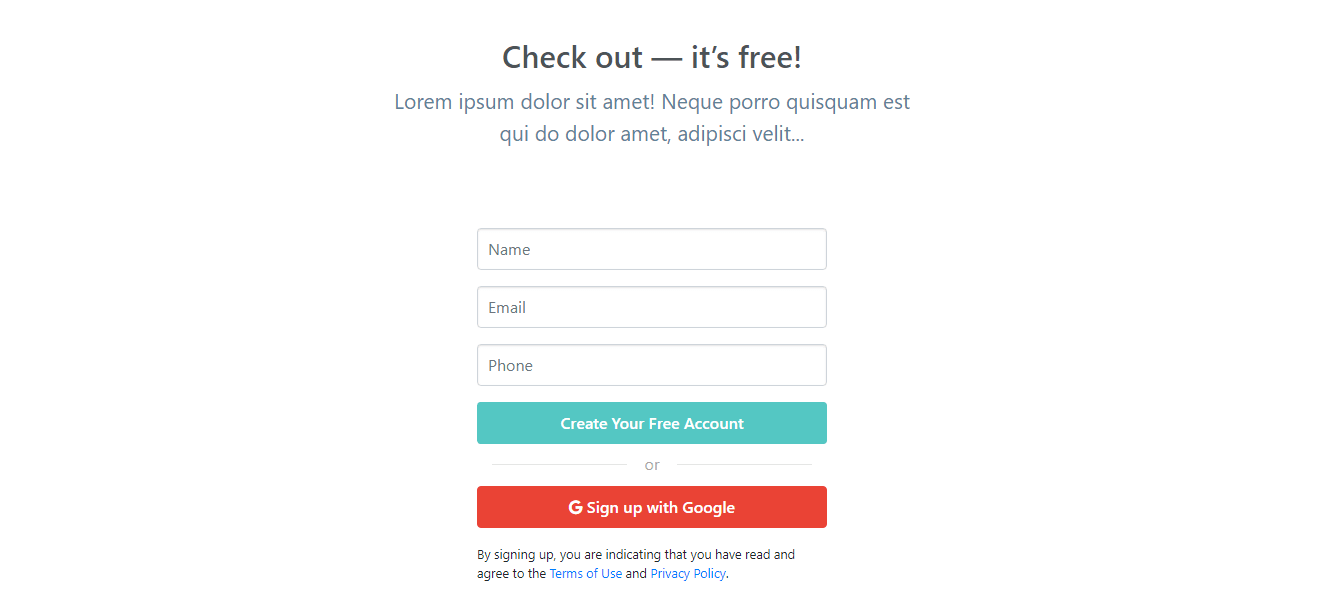 Check out — it’s free!
Lorem ipsum dolor sit amet! Neque porro quisquam est
qui do dolor amet, adipisci velit...
Name
Email
Phone
Create Your Free Account
or
G Sign up with Google
By signing up, you are indicating that you have read and
agree to the Terms of Use and Privacy Policy.